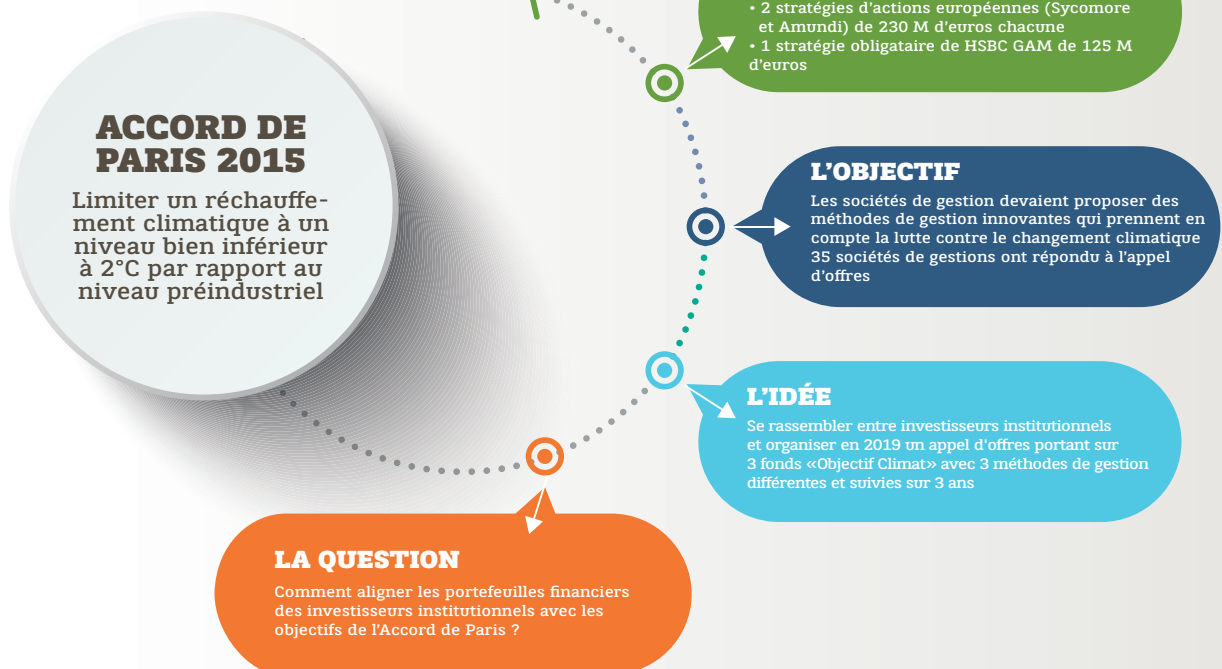 ACCORD DE
PARIS 2015
Limiter un réchauffe-
ment climatique à un
niveau bien inférieur
à 2°C par rapport au
niveau préindustriel
• 2 stratégies d'actions européennes (Sycomore
et Amundi) de 230 M d'euros chacune
• 1 stratégie obligataire de HSBC GAM de 125 M
d'euros
L'OBJECTIF
Les sociétés de gestion devaient proposer des
méthodes de gestion innovantes qui prennent en
compte la lutte contre le changement climatique
35 sociétés de gestions ont répondu à l'appel
d'offres
L'IDÉE
Se rassembler entre investisseurs institutionnels
et organiser en 2019 un appel d'offres portant sur
3 fonds «Objectif Climat» avec 3 méthodes de gestion
différentes et suivies sur 3 ans
LA QUESTION
Comment aligner les portefeuilles financiers
des investisseurs institutionnels avec les
objectifs de l'Accord de Paris ?